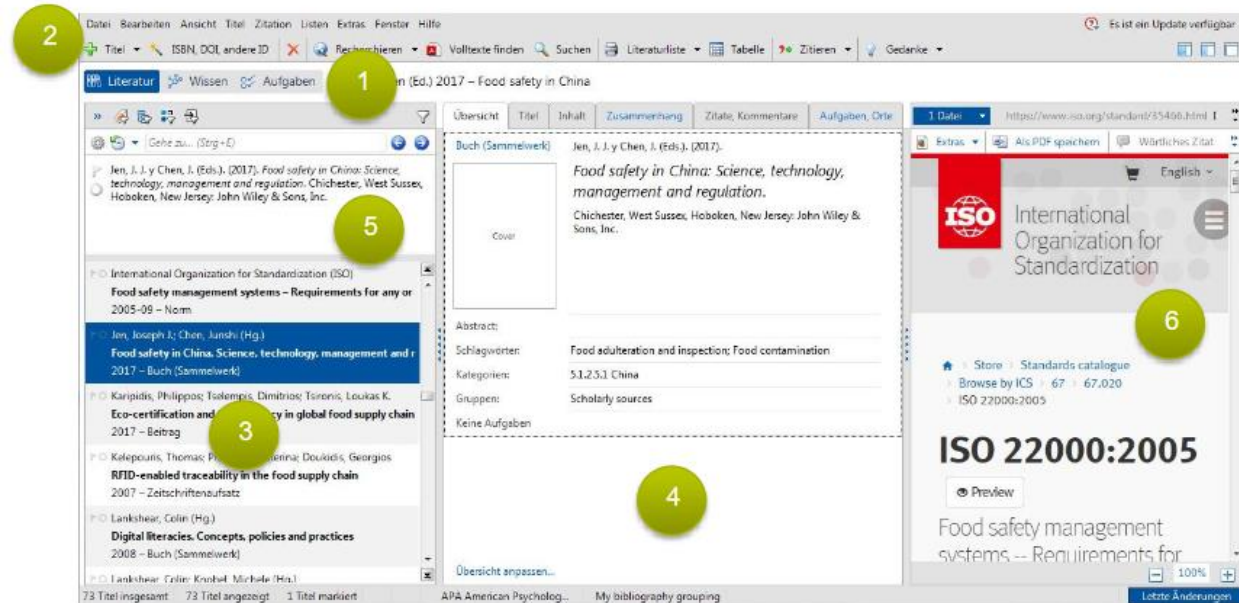 Datei Bearbeiten Ansicht Titel Zitation Listen Extras Fenster Hilfe
Es ist ein Update verfügbar
2
Titel ISBN, DOI, andere ID Recherchieren Volltexte finden Suchen Literaturliste Tabelle Zitieren Gedanke
Literatur Wissen Aufgaben
1
(Ed.) 2017 – Food safety in China
Gehe zu... (Strg+E)
Jen, J. J. y Chen, J. (Eds.). (2017). Food safety in China: Science,
technology, management and regulation. Chichester, West Sussex,
Hoboken, New Jersey: John Wiley & Sons, Inc.
5
International Organization for Standardization (ISO)
Food safety management systems – Requirements for any or
2005-09 – Norm
Jen, Joseph J.; Chen, Junshi (Hg.)
Food safety in China. Science, technology, management and r
2017 – Buch (Sammelwerk)
Karipidis, Philippos; Tselempis, Dimitrios; Tsironis, Loukas K.
Eco-certification and cy in global food supply chain
2017 – Beitrag
3
Kelepouris, Thomas; Doukidis, Georgios
RFID-enabled traceability in the food supply chain
2007 – Zeitschriftenaufsatz
Lankshear, Colin (Hg.)
Digital literacies. Concepts, policies and practices
2008 – Buch (Sammelwerk)
Lankshear, Colin; Knobel, Michele (Hg.)
Übersicht Titel Inhalt Zusammenhang Zitate, Kommentare Aufgaben, Orte
Buch (Sammelwerk)
Jen, J. J. y Chen, J. (Eds.). (2017).
Food safety in China: Science, technology,
management and regulation.
Chichester, West Sussex, Hoboken, New Jersey: John Wiley &
Sons, Inc.
Cover
Abstract:
Schlagwörter: Food adulteration and inspection; Food contamination
Kategorien: 5.1.2.5.1 China
Gruppen: Scholarly sources
Keine Aufgaben
4
Übersicht anpassen...
1 Datei https://www.iso.org/standard/35466.html
Extras Als PDF speichern Wörtliches Zitat
English
ISO
International
Organization for
Standardization
6
Store Standards catalogue
Browse by ICS 67 67.020
ISO 22000:2005
ISO 22000:2005
Preview
Food safety management
systems -- Requirements for
100%
73 Titel insgesamt 73 Titel angezeigt 1 Titel markiert APA American Psycholog... My bibliography grouping Letzte Änderungen